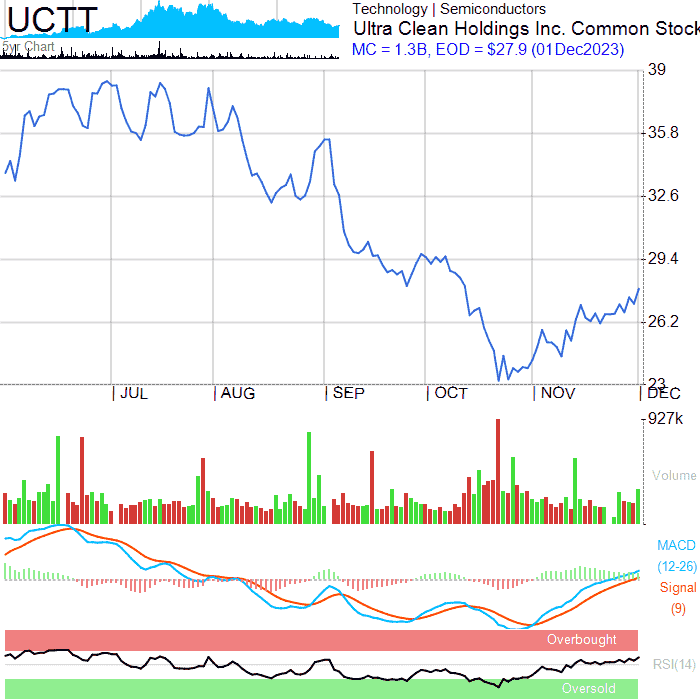 UCTT
5yr Chart
Technology | Semiconductors
Ultra Clean Holdings Inc. Common Stock
MC = 1.3B, EOD = $27.9 (01Dec2023)
39
35.8
32.6
29.4
26.2
23
JUL
AUG
SEP
OCT
NOV
DEC
927k
Volume
MACD
(12-26)
Signal
(9)
Overbought
RSI(14)
Oversold